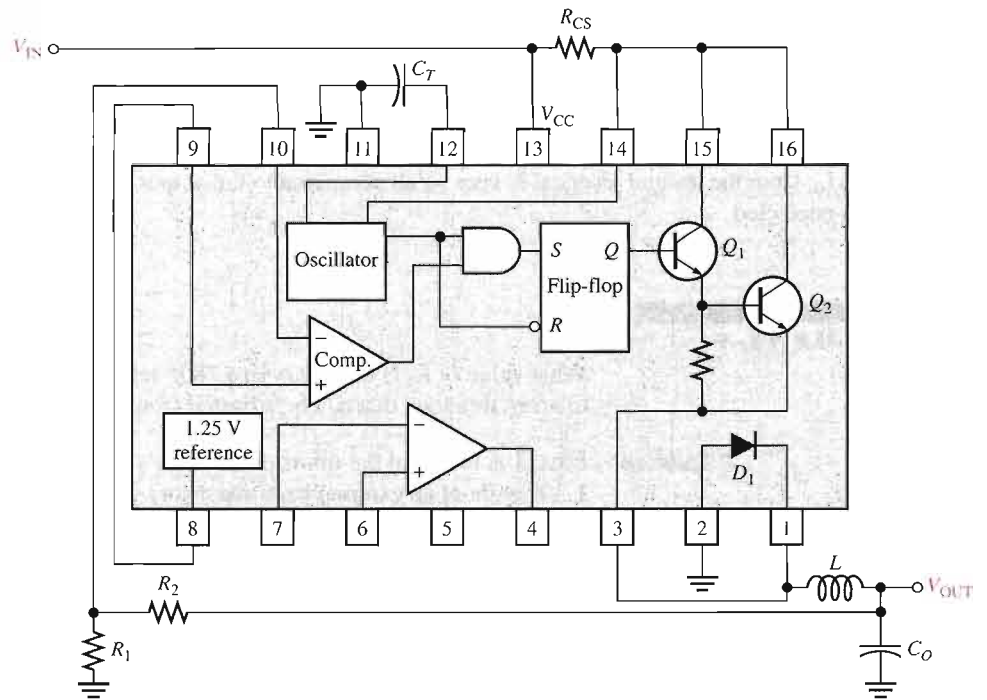 R_CS
V_IN
C_T
V_CC
9 10 11 12 13 14 15 16
Oscillator
S Q
Flip-flop
R
Q_1
Q_2
−
Comp.
+
1.25 V
reference
−
+
D_1
8 7 6 5 4 3 2 1
L
V_OUT
R_2
R_1
C_O